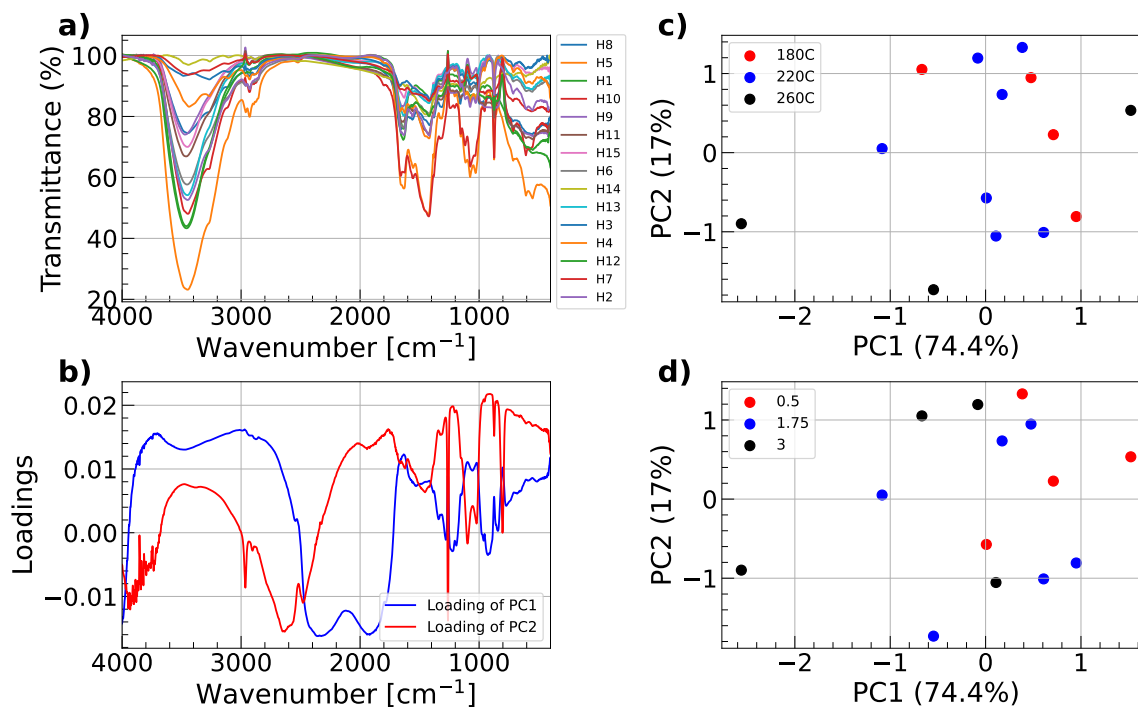 a)
Transmittance (%)
100
80
60
40
20
4000
3000
2000
1000
Wavenumber [cm⁻¹]
H8
H5
H1
H10
H9
H11
H15
H6
H14
H13
H3
H4
H12
H7
H2
b)
Loadings
0.02
0.01
0.00
−0.01
4000
3000
2000
1000
Wavenumber [cm⁻¹]
Loading of PC1
Loading of PC2
c)
PC2 (17%)
1
0
−1
−2
−1
0
1
PC1 (74.4%)
180C
220C
260C
d)
PC2 (17%)
1
0
−1
−2
−1
0
1
PC1 (74.4%)
0.5
1.75
3